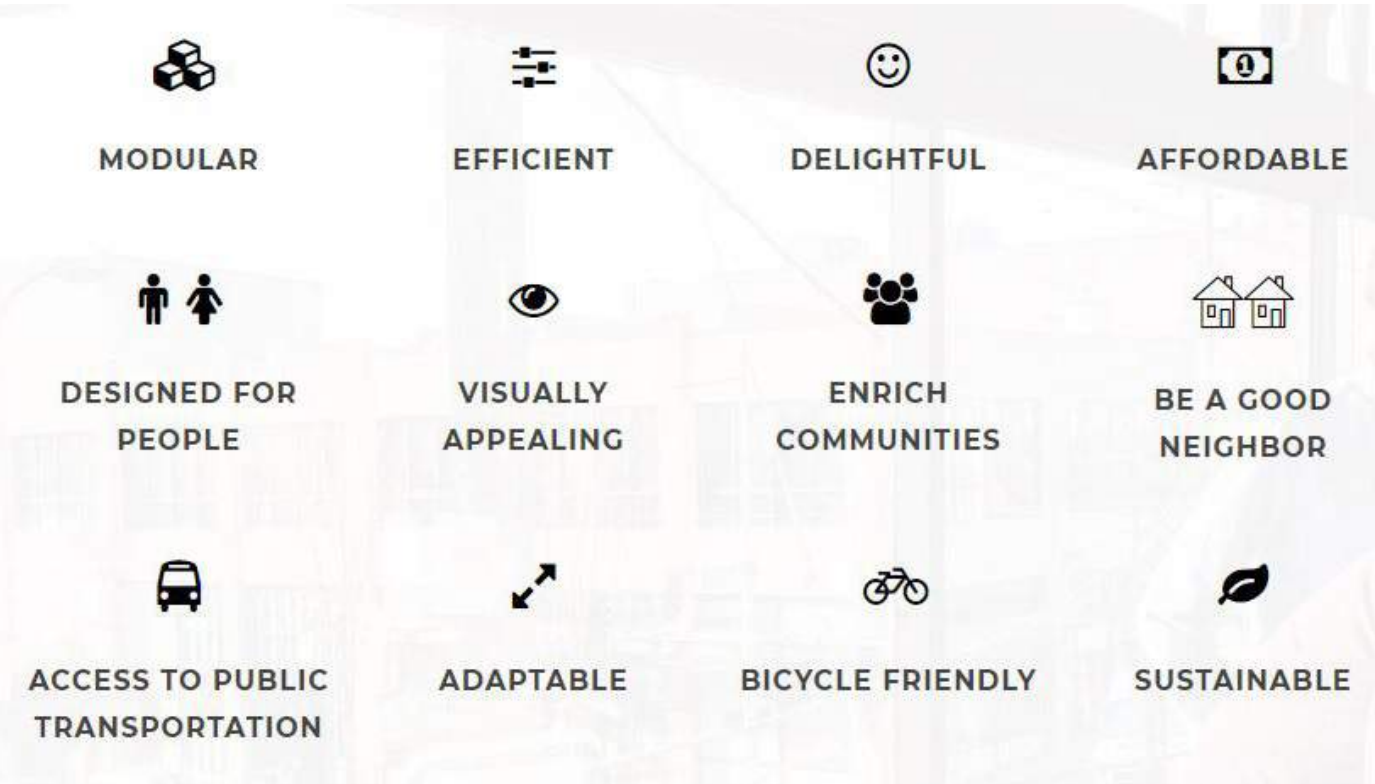 MODULAR
EFFICIENT
DELIGHTFUL
AFFORDABLE
DESIGNED FOR
PEOPLE
VISUALLY
APPEALING
ENRICH
COMMUNITIES
BE A GOOD
NEIGHBOR
ACCESS TO PUBLIC
TRANSPORTATION
ADAPTABLE
BICYCLE FRIENDLY
SUSTAINABLE